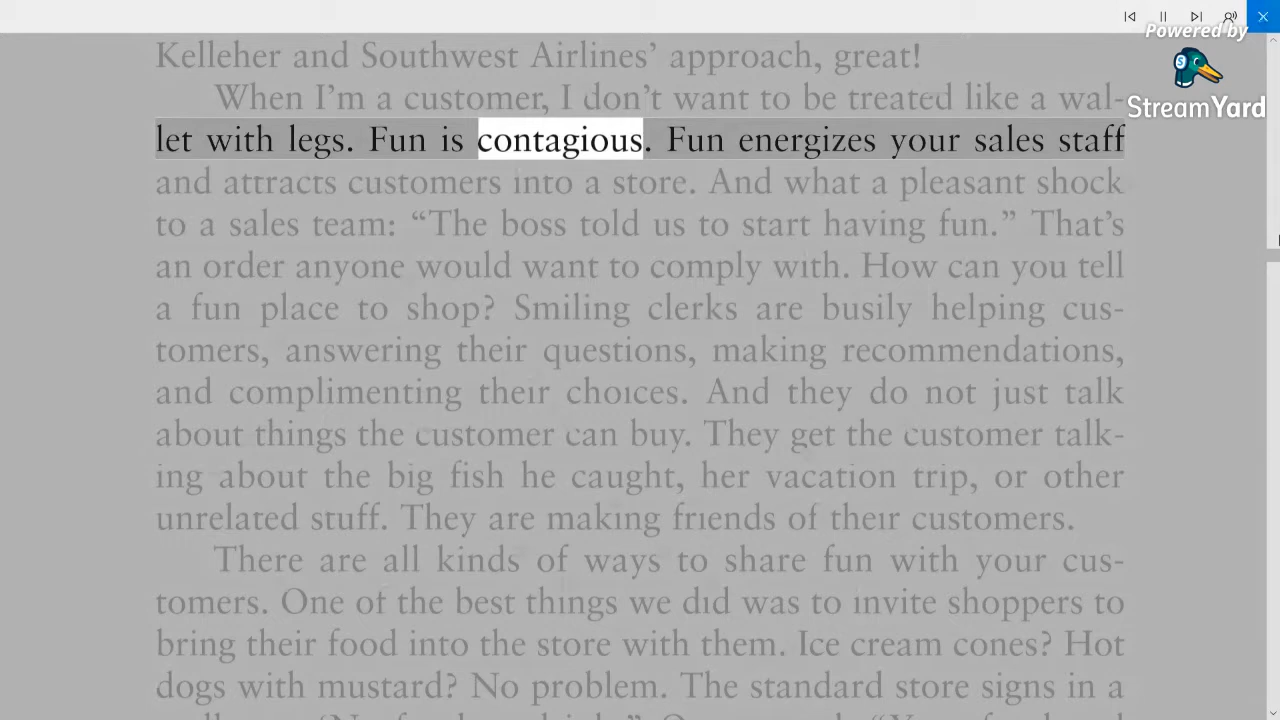 Powered by
StreamYard
Kelleher and Southwest Airlines’ approach, great!
When I’m a customer, I don’t want to be treated like a wal-
let with legs. Fun is contagious. Fun energizes your sales staff
and attracts customers into a store. And what a pleasant shock
to a sales team: “The boss told us to start having fun.” That’s
an order anyone would want to comply with. How can you tell
a fun place to shop? Smiling clerks are busily helping cus-
tomers, answering their questions, making recommendations,
and complimenting their choices. And they do not just talk
about things the customer can buy. They get the customer talk-
ing about the big fish he caught, her vacation trip, or other
unrelated stuff. They are making friends of their customers.
There are all kinds of ways to share fun with your cus-
tomers. One of the best things we did was to invite shoppers to
bring their food into the store with them. Ice cream cones? Hot
dogs with mustard? No problem. The standard store signs in a